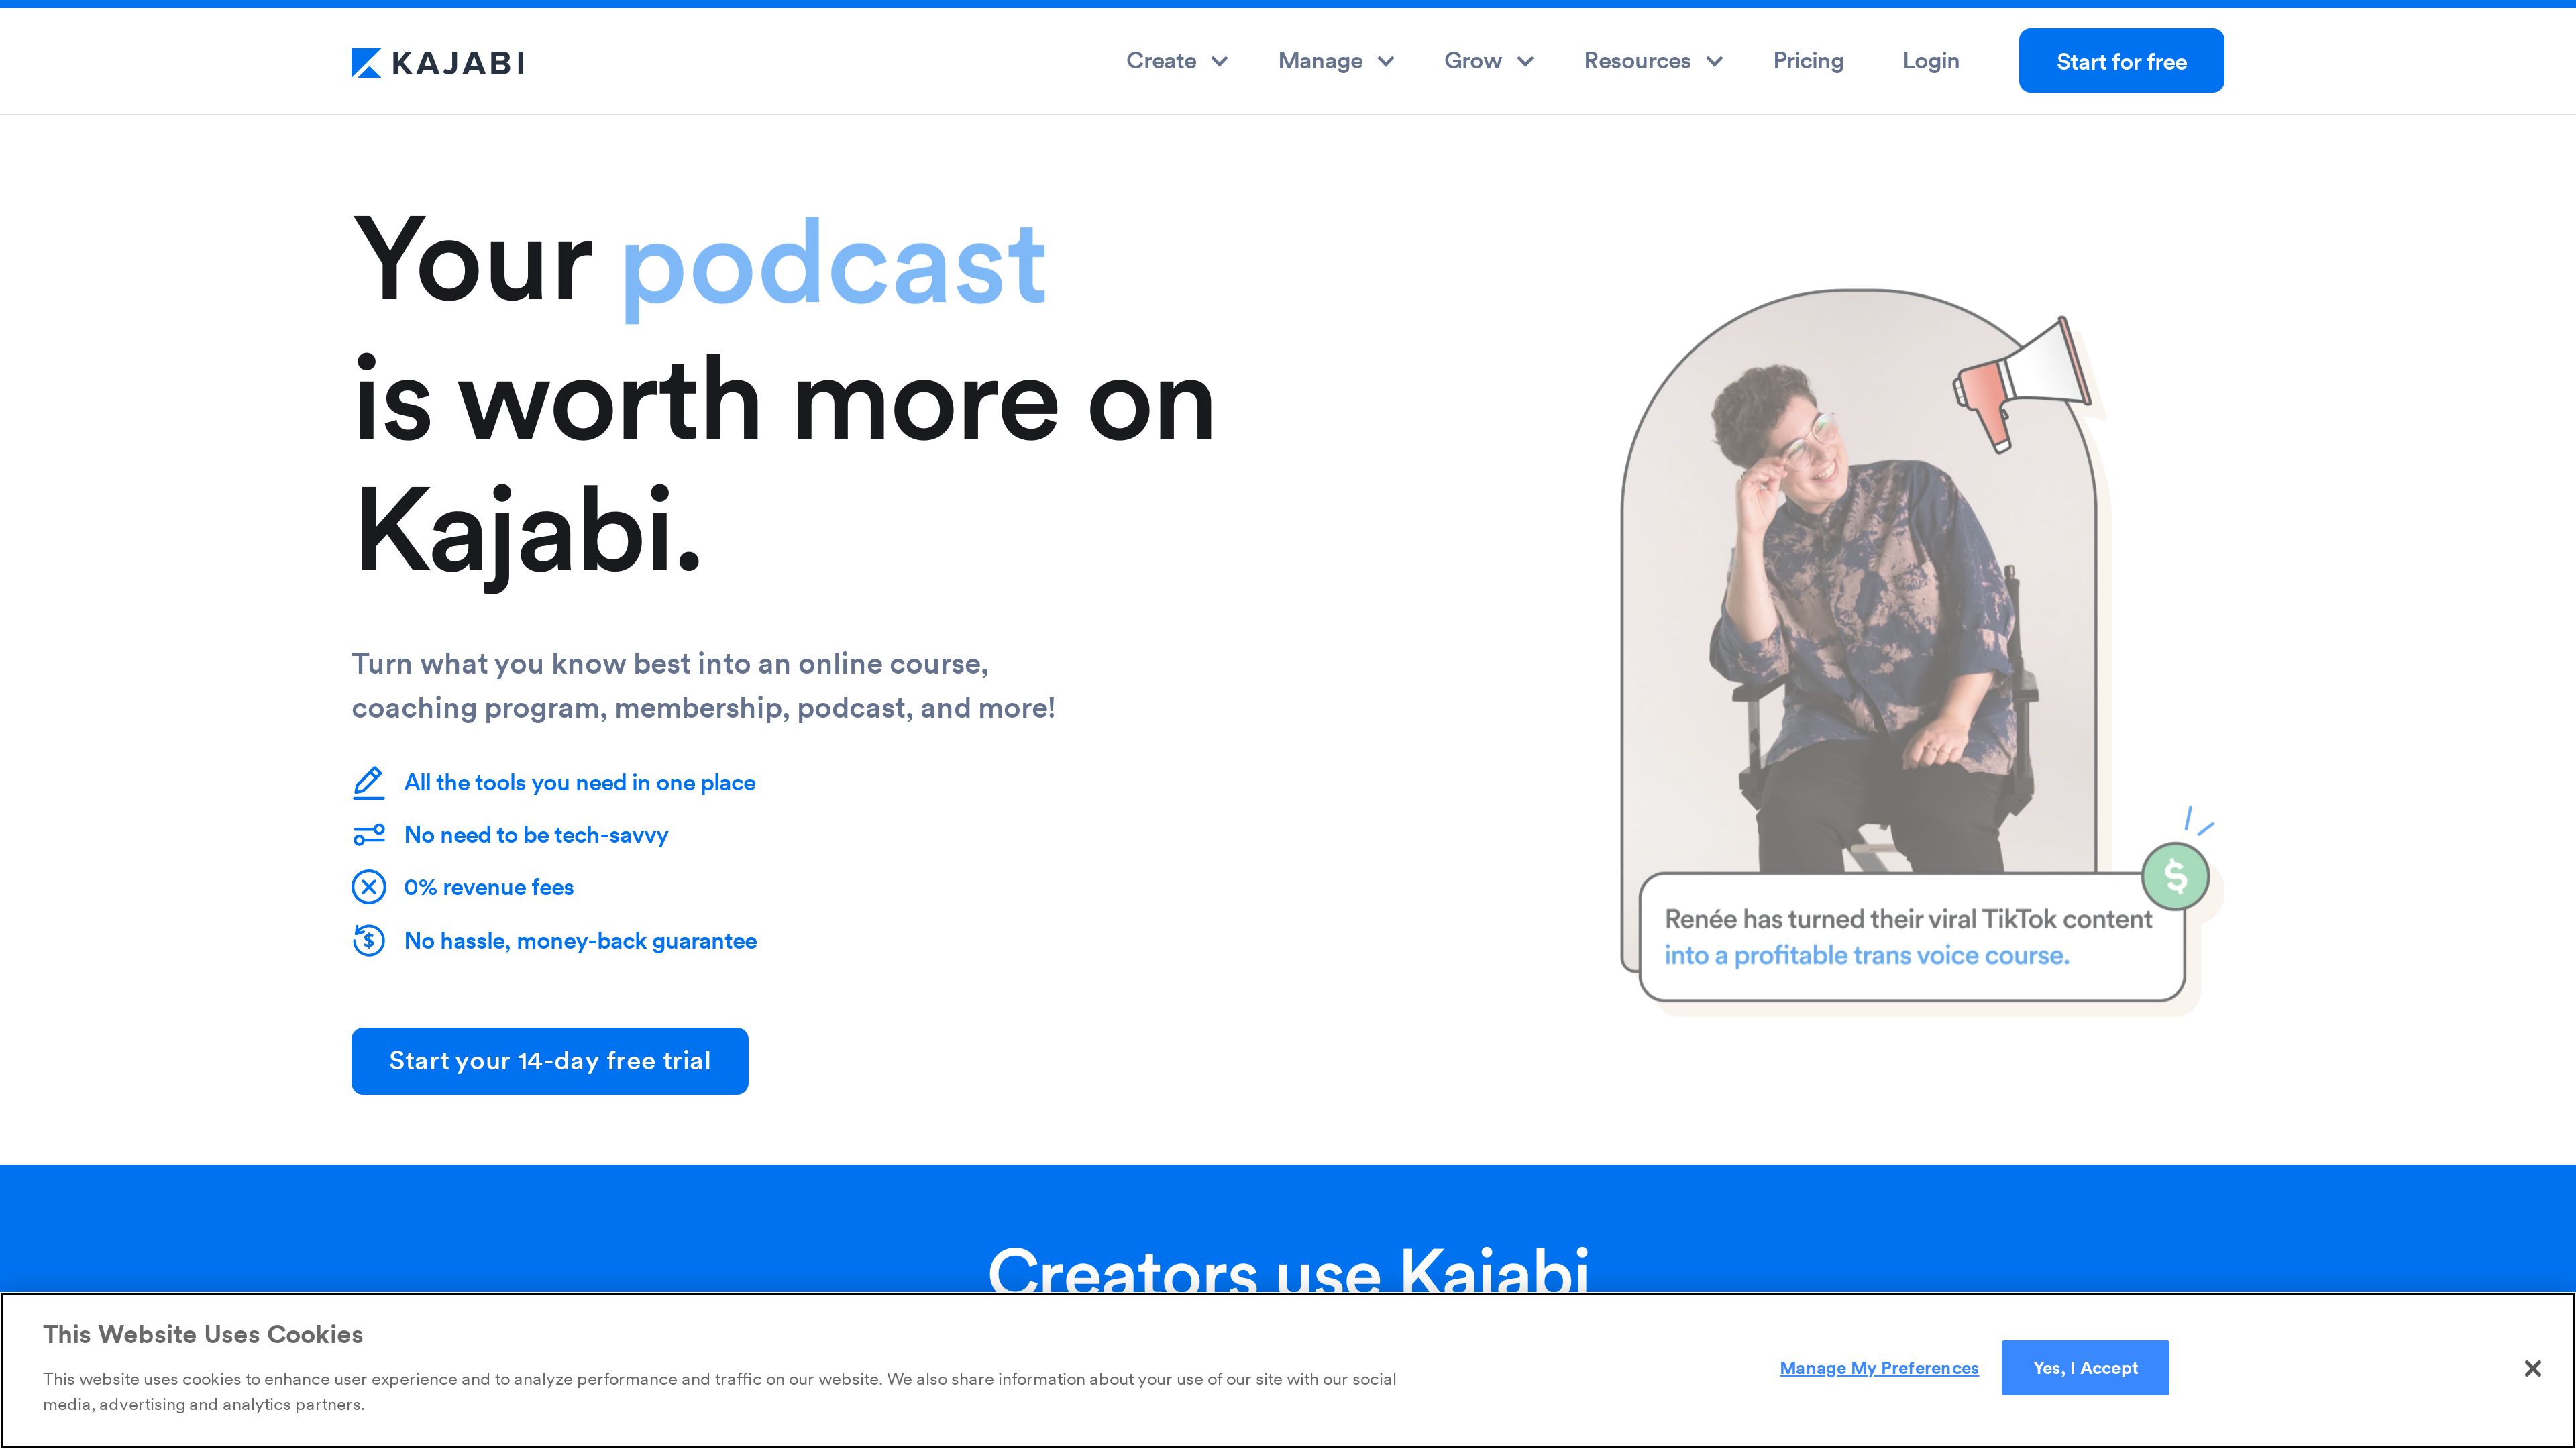 KAJABI
Create
Manage
Grow
Resources
Pricing
Login
Start for free
Your podcast
is worth more on
Kajabi.
Turn what you know best into an online course,
coaching program, membership, podcast, and more!
All the tools you need in one place
No need to be tech-savvy
0% revenue fees
No hassle, money-back guarantee
Start your 14-day free trial
Renée has turned their viral TikTok content
into a profitable trans voice course.
Creators use Kajabi
This Website Uses Cookies
This website uses cookies to enhance user experience and to analyze performance and traffic on our website. We also share information about your use of our site with our social
media, advertising and analytics partners.
Manage My Preferences
Yes, I Accept